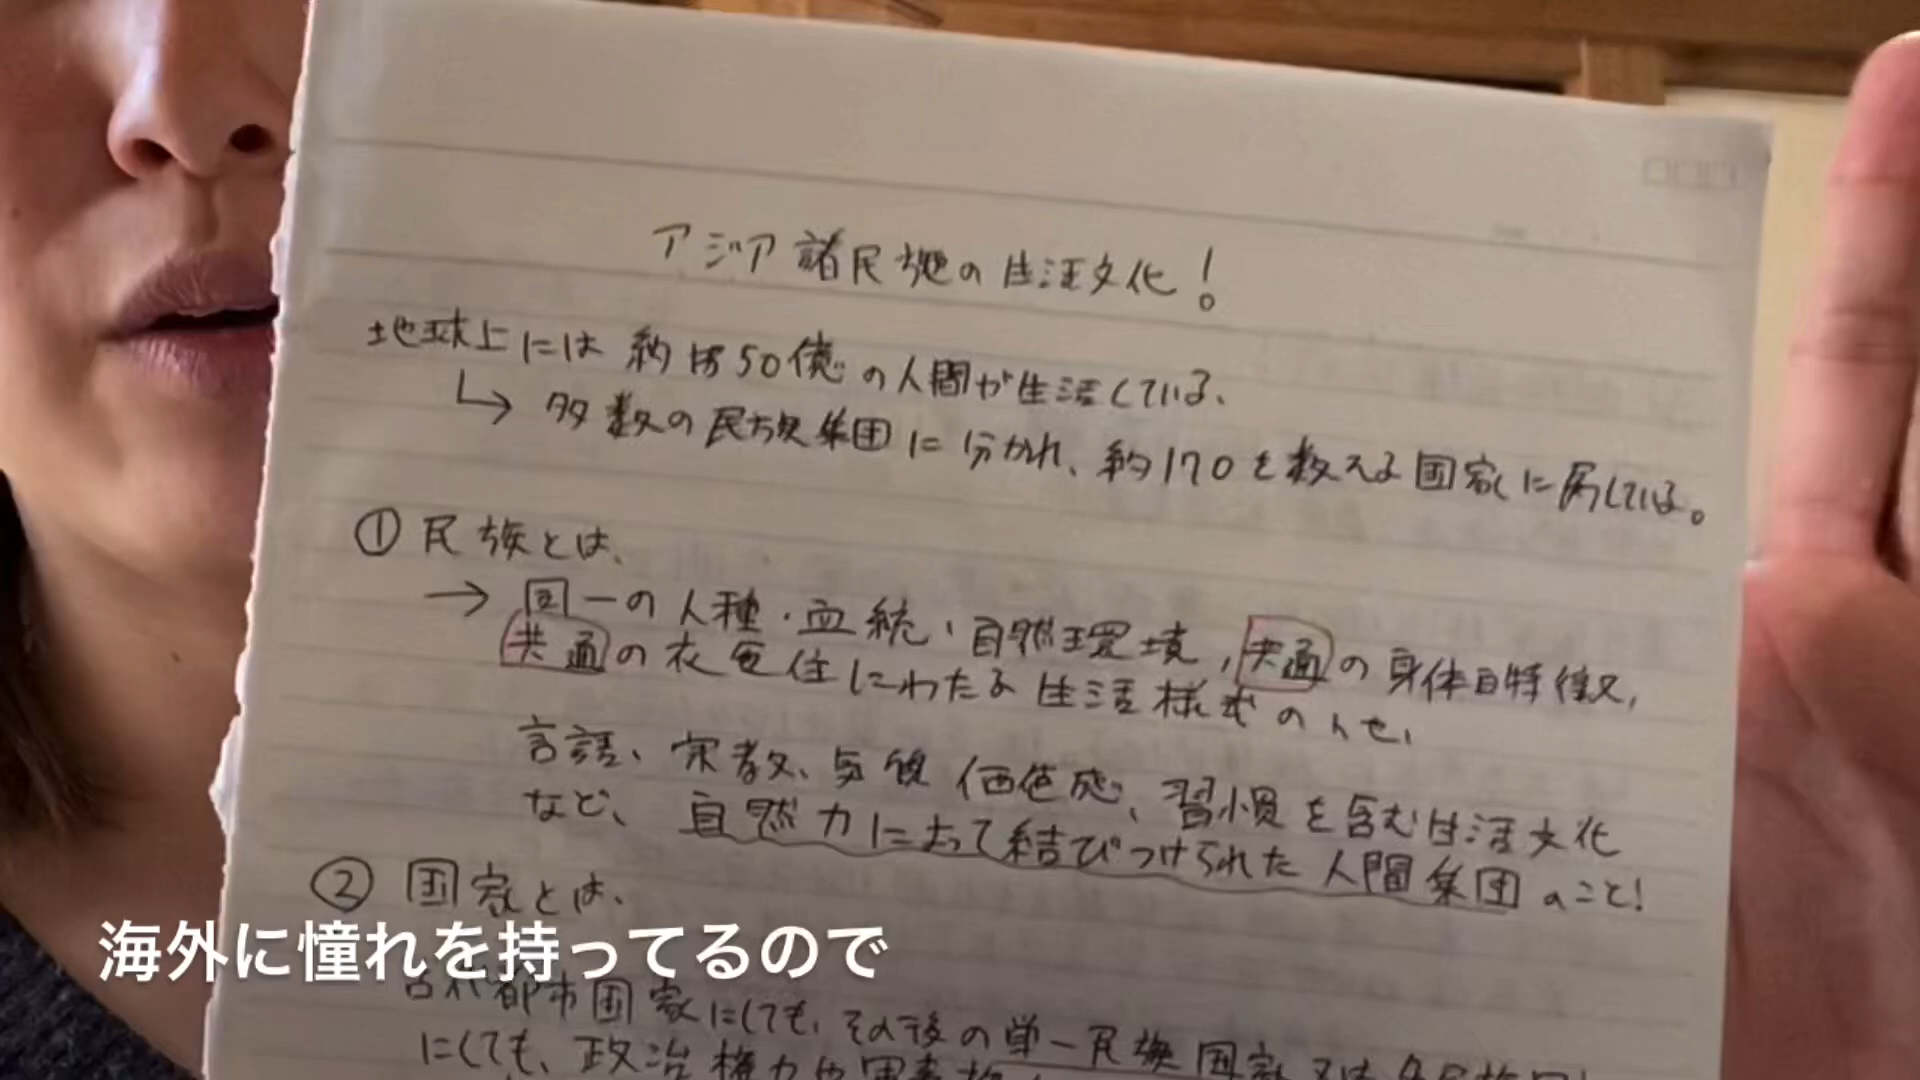 アジア諸民族の生活文化!
地球上には約50億の人間が生活している、
↳ 多数の民族集団に分かれ、約170を数える国家に属している。
① 民族とは、
→ 同一の人種・血統・自然環境,共通の身体的特徴,
共通の衣食住にわたる生活様式の
言語、宗教、価値感、習慣を含む生活文化
など、自然力によって結びつけられた人間集団のこと!
② 国家とは、
海外に憧れを持ってるので
古代都市国家にしても、その後の単一民族国家又は
にしても、政治権力や